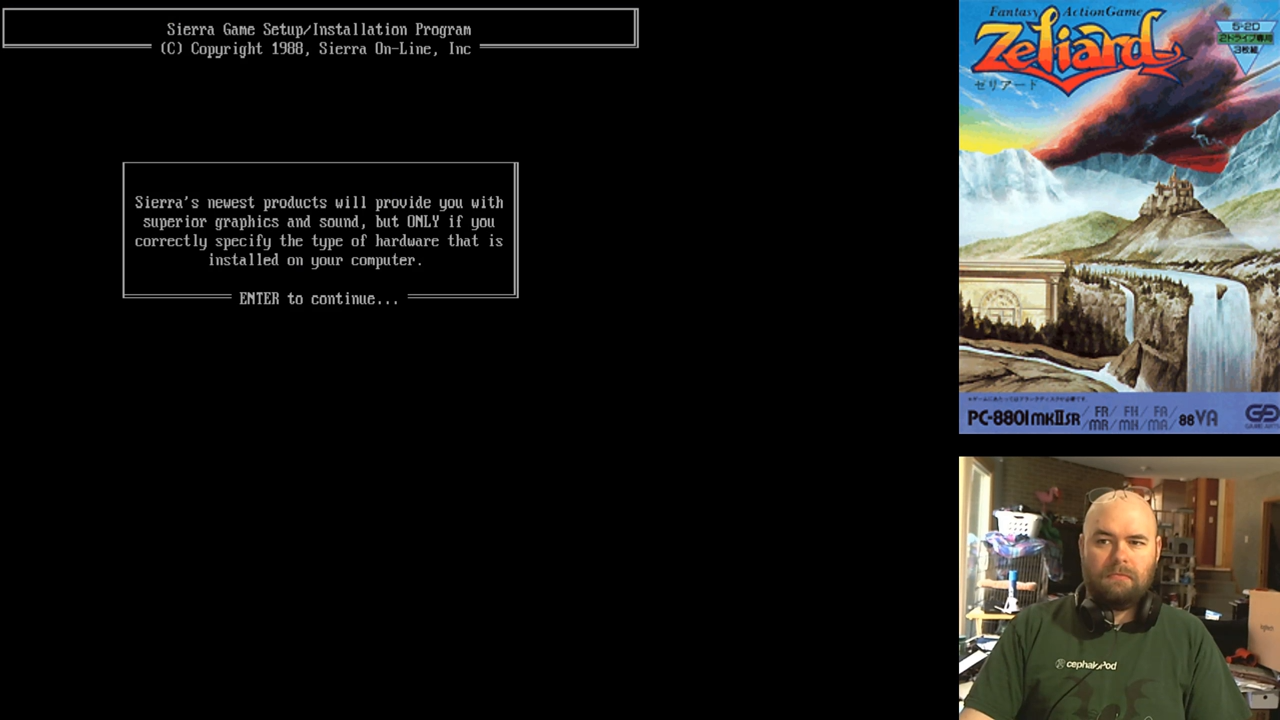 Sierra Game Setup/Installation Program
(C) Copyright 1988, Sierra On-Line, Inc
Sierra's newest products will provide you with
superior graphics and sound, but ONLY if you
correctly specify the type of hardware that is
installed on your computer.
ENTER to continue...
Fantasy ActionGame
Zeliard
ゼリアード
5-2D
2ドライブ専用
3枚組
PC-8801mkIISR/FR/FH/FA/88VA
MR/MH/MA/
GAME ARTS
cephalopod